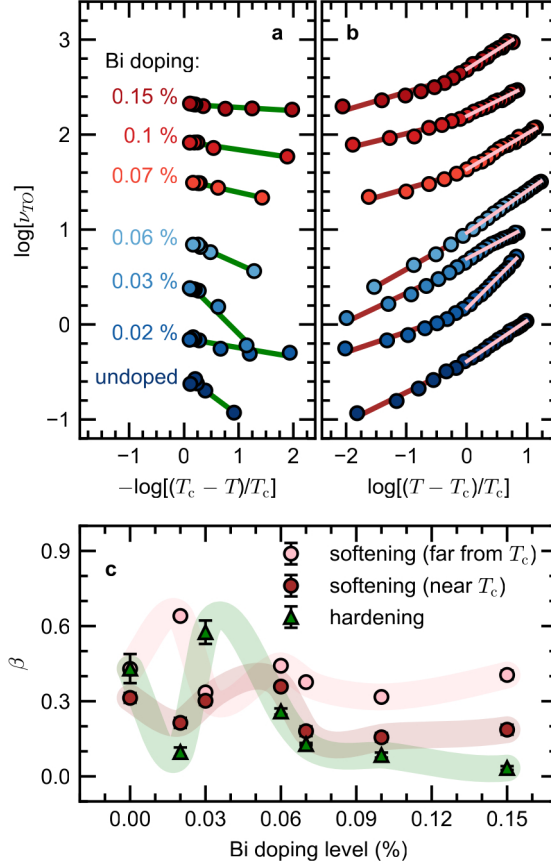 a
b
Bi doping:
0.15 %
0.1 %
0.07 %
0.06 %
0.03 %
0.02 %
undoped
log[ν_TO]
3
2
1
0
−1
−1 0 1 2
−2 −1 0 1
−log[(T_c − T)/T_c]
log[(T − T_c)/T_c]
c
softening (far from T_c)
softening (near T_c)
hardening
β
0.9
0.6
0.3
0.0
0.00 0.03 0.06 0.09 0.12 0.15
Bi doping level (%)